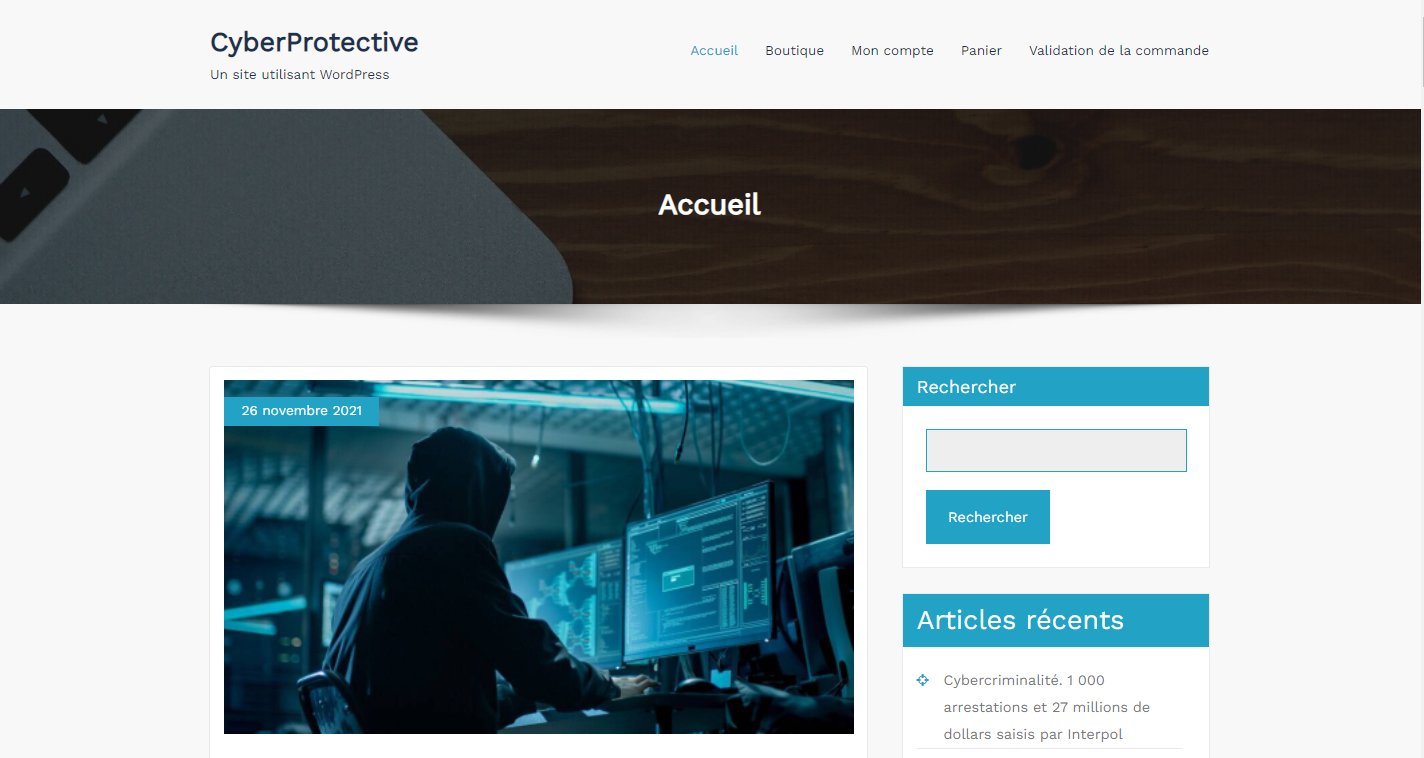 CyberProtective
Un site utilisant WordPress
Accueil Boutique Mon compte Panier Validation de la commande
Accueil
26 novembre 2021
Rechercher
Rechercher
Articles récents
Cybercriminalité. 1 000
arrestations et 27 millions de
dollars saisis par Interpol